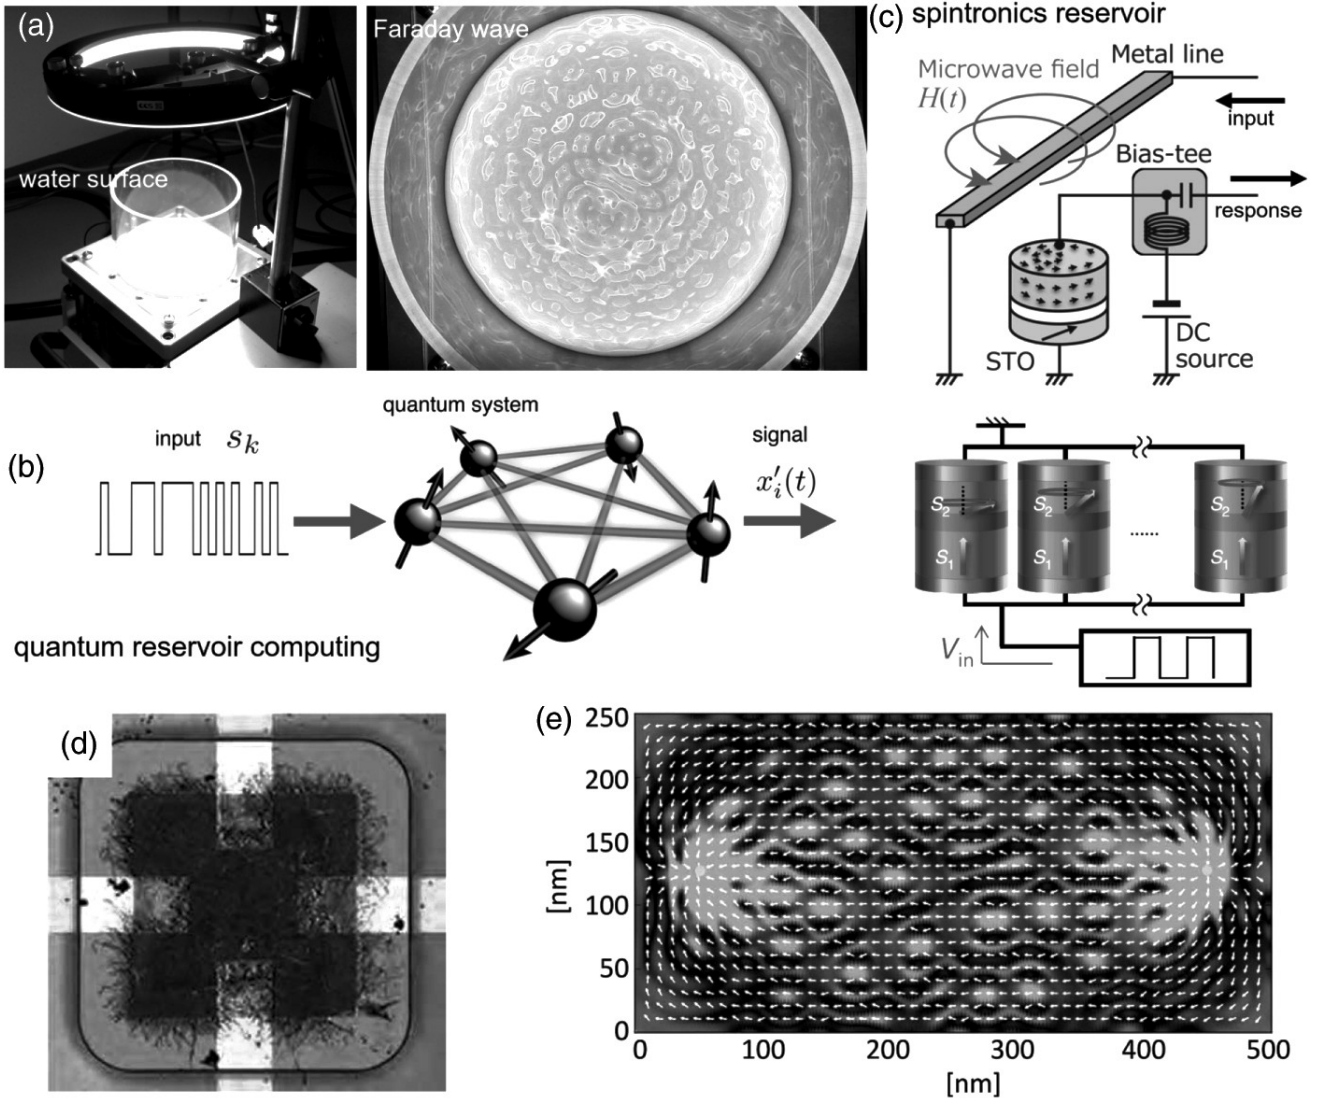 (a)
water surface
Faraday wave
(c) spintronics reservoir
Metal line
Microwave field
H(t)
input
Bias-tee
response
STO
DC
source
(b)
input s_k
quantum system
signal
x'_i(t)
quantum reservoir computing
S_2
S_2
S_2
S_1
S_1
......
S_1
V_in
(d)
(e)
250
200
150
100
50
0
[nm]
0 100 200 300 400 500
[nm]